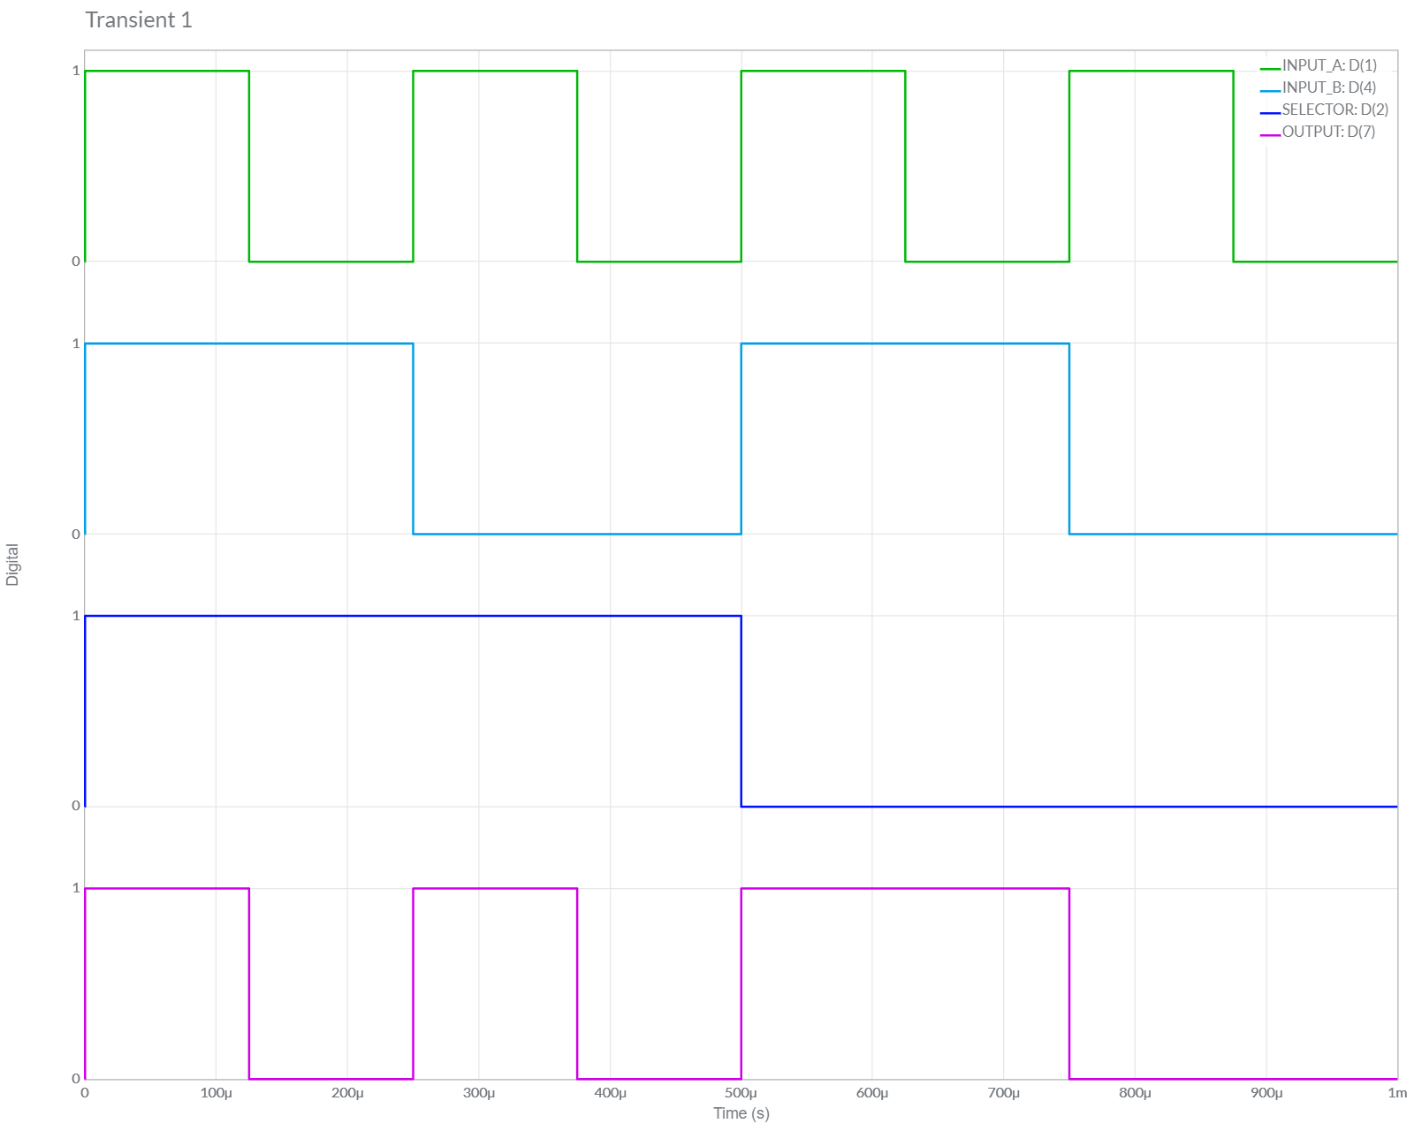 Transient 1
INPUT_A: D(1)
INPUT_B: D(4)
SELECTOR: D(2)
OUTPUT: D(7)
1
0
1
0
1
0
1
0
Digital
0 100μ 200μ 300μ 400μ 500μ 600μ 700μ 800μ 900μ 1m
Time (s)